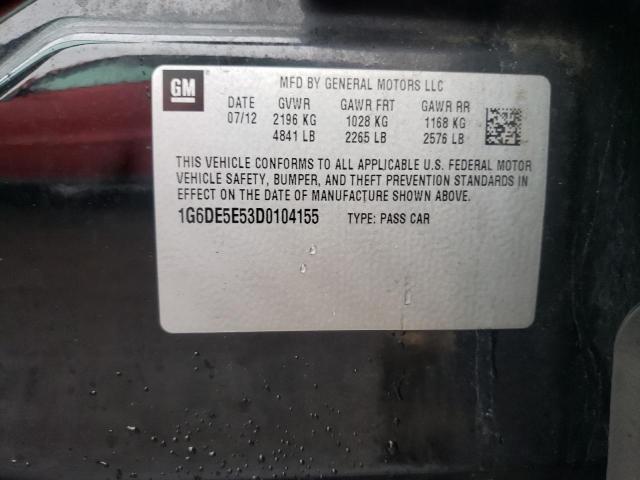 GM
MFD BY GENERAL MOTORS LLC
DATE GVWR GAWR FRT GAWR RR
07/12 2196 KG 1028 KG 1168 KG
4841 LB 2265 LB 2576 LB
THIS VEHICLE CONFORMS TO ALL APPLICABLE U.S. FEDERAL MOTOR
VEHICLE SAFETY, BUMPER, AND THEFT PREVENTION STANDARDS IN
EFFECT ON THE DATE OF MANUFACTURE SHOWN ABOVE.
1G6DE5E53D0104155 TYPE: PASS CAR